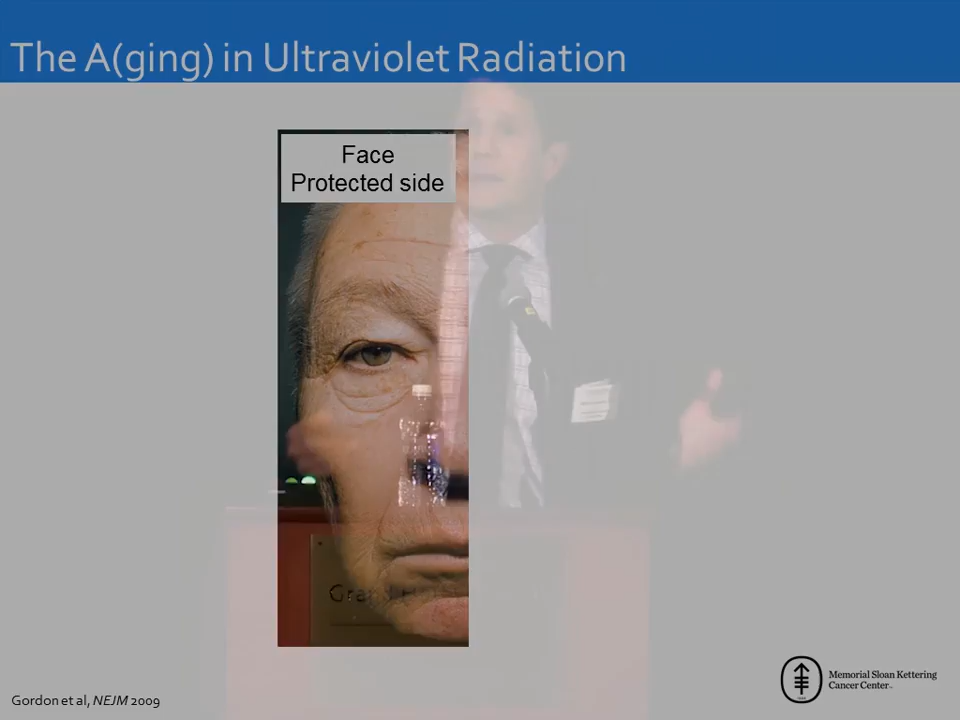 The A(ging) in Ultraviolet Radiation
Face
Protected side
Gordon et al, NEJM 2009
Memorial Sloan Kettering
Cancer Center